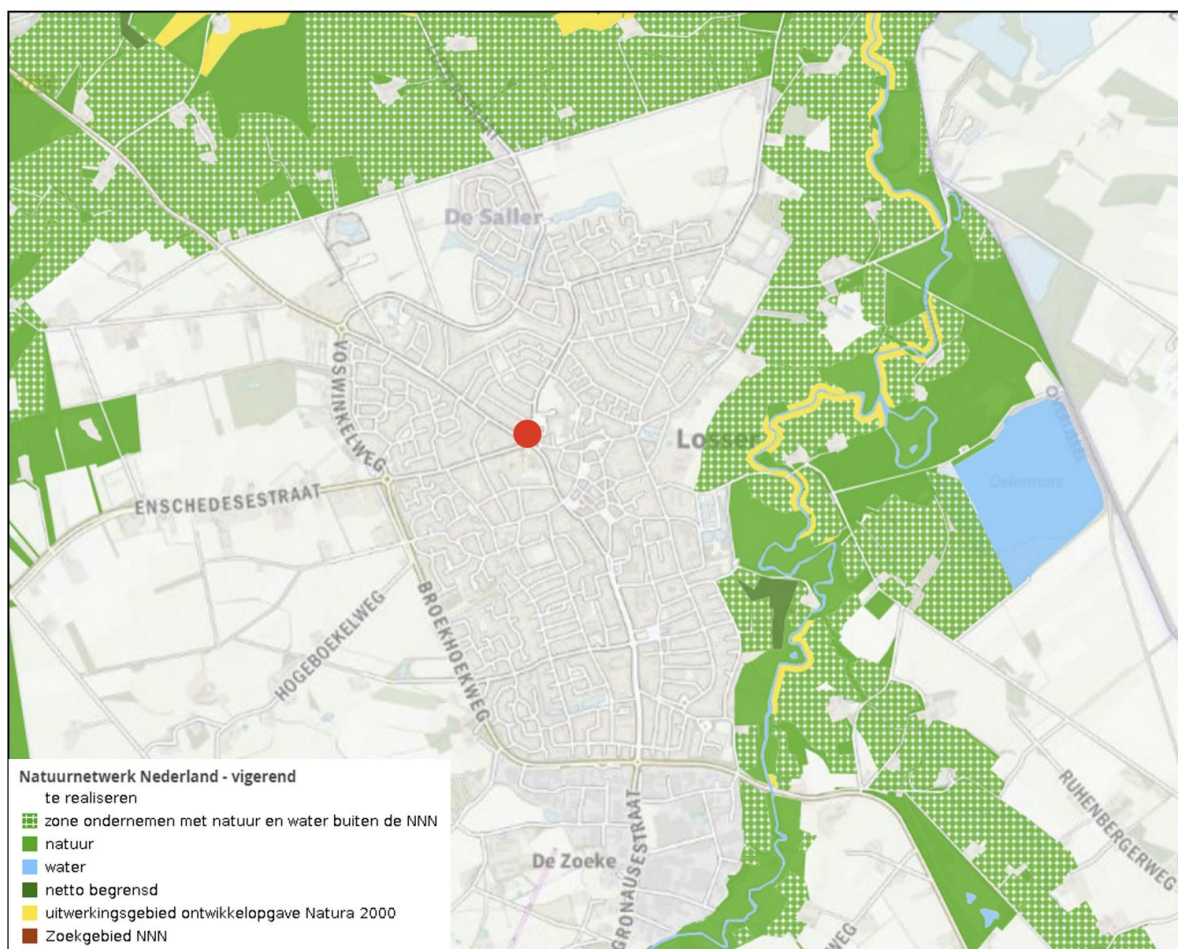 De Saller
VOSWINKELWEG
Losser
OVERIJSSEL
Oelermors
ENSCHEDESESTRAAT
BROEKHOEKWEG
HOGEBOEKELWEG
RUHENBERGERWEG
De Zoeke
GRONAUSESTRAAT
Natuurnetwerk Nederland - vigerend
te realiseren
zone ondernemen met natuur en water buiten de NNN
natuur
water
netto begrensd
uitwerkingsgebied ontwikkelopgave Natura 2000
Zoekgebied NNN